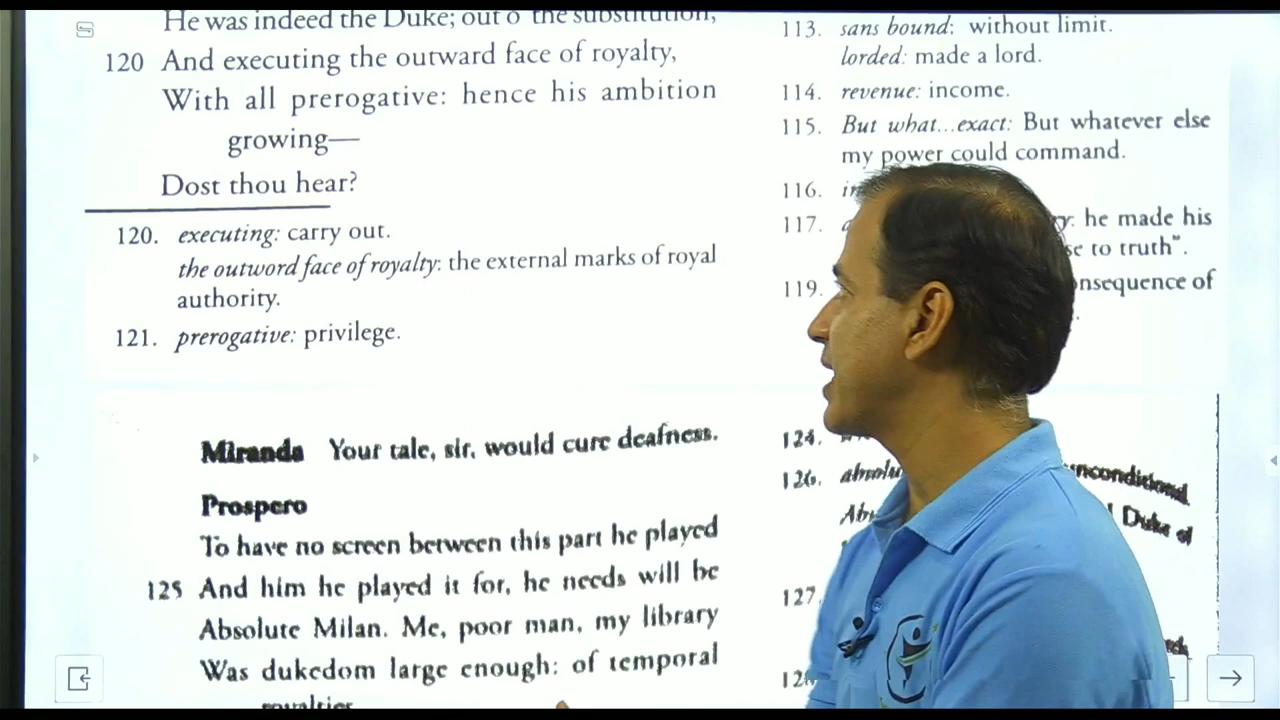 He was indeed the Duke; out o' the substitution,
120 And executing the outward face of royalty,
With all prerogative: hence his ambition
growing—
Dost thou hear?
120. executing: carry out.
the outword face of royalty: the external marks of royal
authority.
121. prerogative: privilege.
Miranda Your tale, sir, would cure deafness.
Prospero
To have no screen between this part he played
125 And him he played it for, he needs will be
Absolute Milan. Me, poor man, my library
Was dukedom large enough: of temporal
royalties
113. sans bound: without limit.
lorded: made a lord.
114. revenue: income.
115. But what...exact: But whatever else
my power could command.
116.
117. he made his
to truth".
119. onsequence of
124.
126. unconditional.
Duke of
127.